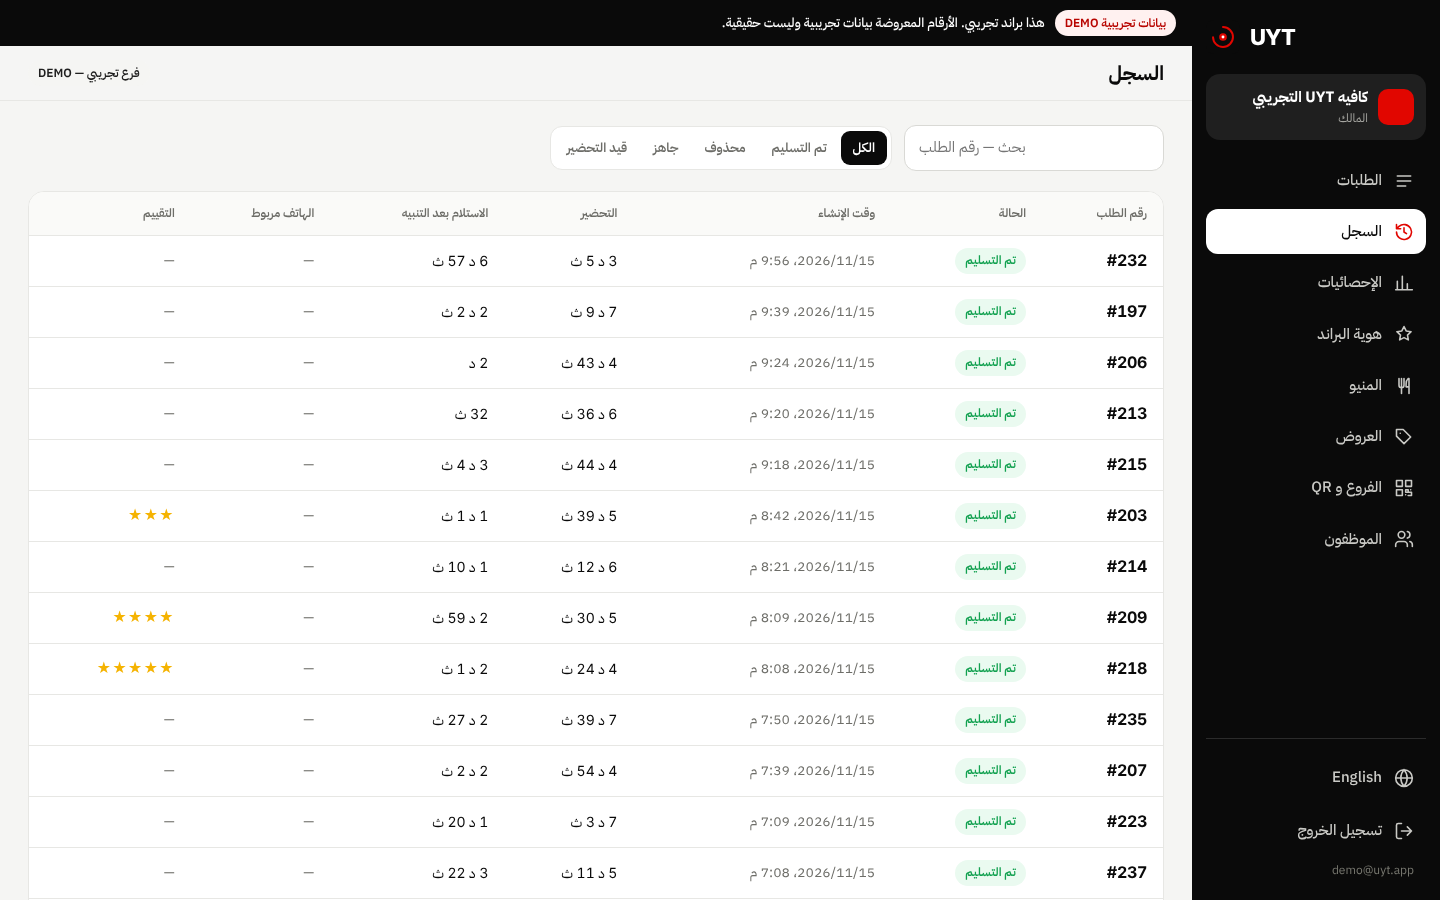 UYT
كافيه UYT التجريبي
المالك
الطلبات
السجل
الإحصائيات
هوية البراند
المنيو
العروض
الفروع و QR
الموظفون
English
تسجيل الخروج
demo@uyt.app
بيانات تجريبية DEMO هذا براند تجريبي. الأرقام المعروضة بيانات تجريبية وليست حقيقية.
السجل فرع تجريبي — DEMO
بحث — رقم الطلب الكل تم التسليم محذوف جاهز قيد التحضير
رقم الطلب الحالة وقت الإنشاء التحضير الاستلام بعد التنبيه الهاتف مربوط التقييم
#232 تم التسليم 2026/11/15، 9:56 م 3 د 5 ث 6 د 57 ث — —
#197 تم التسليم 2026/11/15، 9:39 م 7 د 9 ث 2 د 2 ث — —
#206 تم التسليم 2026/11/15، 9:24 م 4 د 43 ث 2 د — —
#213 تم التسليم 2026/11/15، 9:20 م 6 د 36 ث 32 ث — —
#215 تم التسليم 2026/11/15، 9:18 م 4 د 44 ث 3 د 4 ث — —
#203 تم التسليم 2026/11/15، 8:42 م 5 د 39 ث 1 د 1 ث — ★★★
#214 تم التسليم 2026/11/15، 8:21 م 6 د 12 ث 1 د 10 ث — —
#209 تم التسليم 2026/11/15، 8:09 م 5 د 30 ث 2 د 59 ث — ★★★★
#218 تم التسليم 2026/11/15، 8:08 م 4 د 24 ث 2 د 1 ث — ★★★★★
#235 تم التسليم 2026/11/15، 7:50 م 7 د 39 ث 2 د 27 ث — —
#207 تم التسليم 2026/11/15، 7:39 م 4 د 54 ث 2 د 2 ث — —
#223 تم التسليم 2026/11/15، 7:09 م 7 د 3 ث 1 د 20 ث — —
#237 تم التسليم 2026/11/15، 7:08 م 5 د 11 ث 3 د 22 ث — —